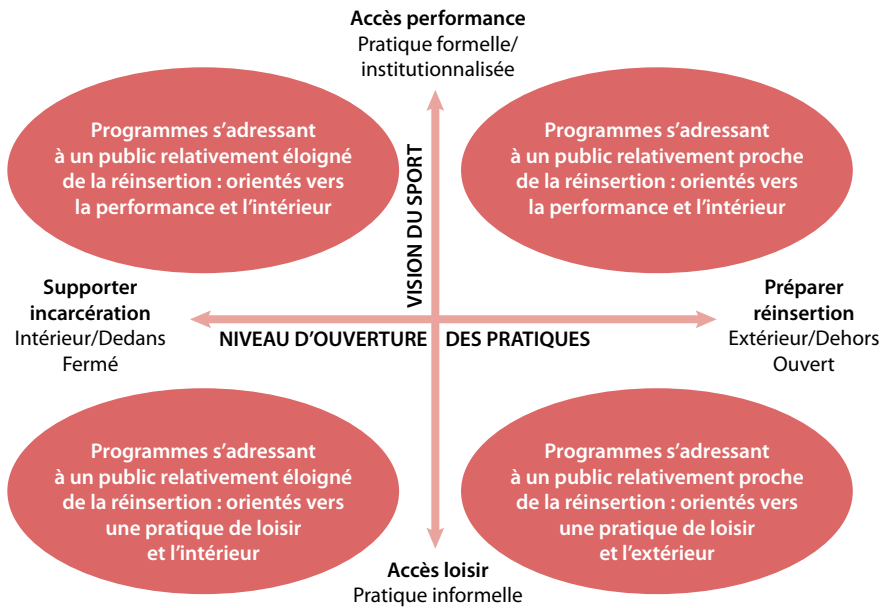 Accès performance
Pratique formelle/
institutionnalisée
Programmes s'adressant
à un public relativement éloigné
de la réinsertion : orientés vers
la performance et l'intérieur
Programmes s'adressant
à un public relativement proche
de la réinsertion : orientés vers
la performance et l'intérieur
VISION DU SPORT
Supporter
incarcération
Intérieur/Dedans
Fermé
NIVEAU D'OUVERTURE DES PRATIQUES
Préparer
réinsertion
Extérieur/Dehors
Ouvert
Programmes s'adressant
à un public relativement éloigné
de la réinsertion : orientés vers
une pratique de loisir
et l'intérieur
Programmes s'adressant
à un public relativement proche
de la réinsertion : orientés vers
une pratique de loisir
et l'extérieur
Accès loisir
Pratique informelle